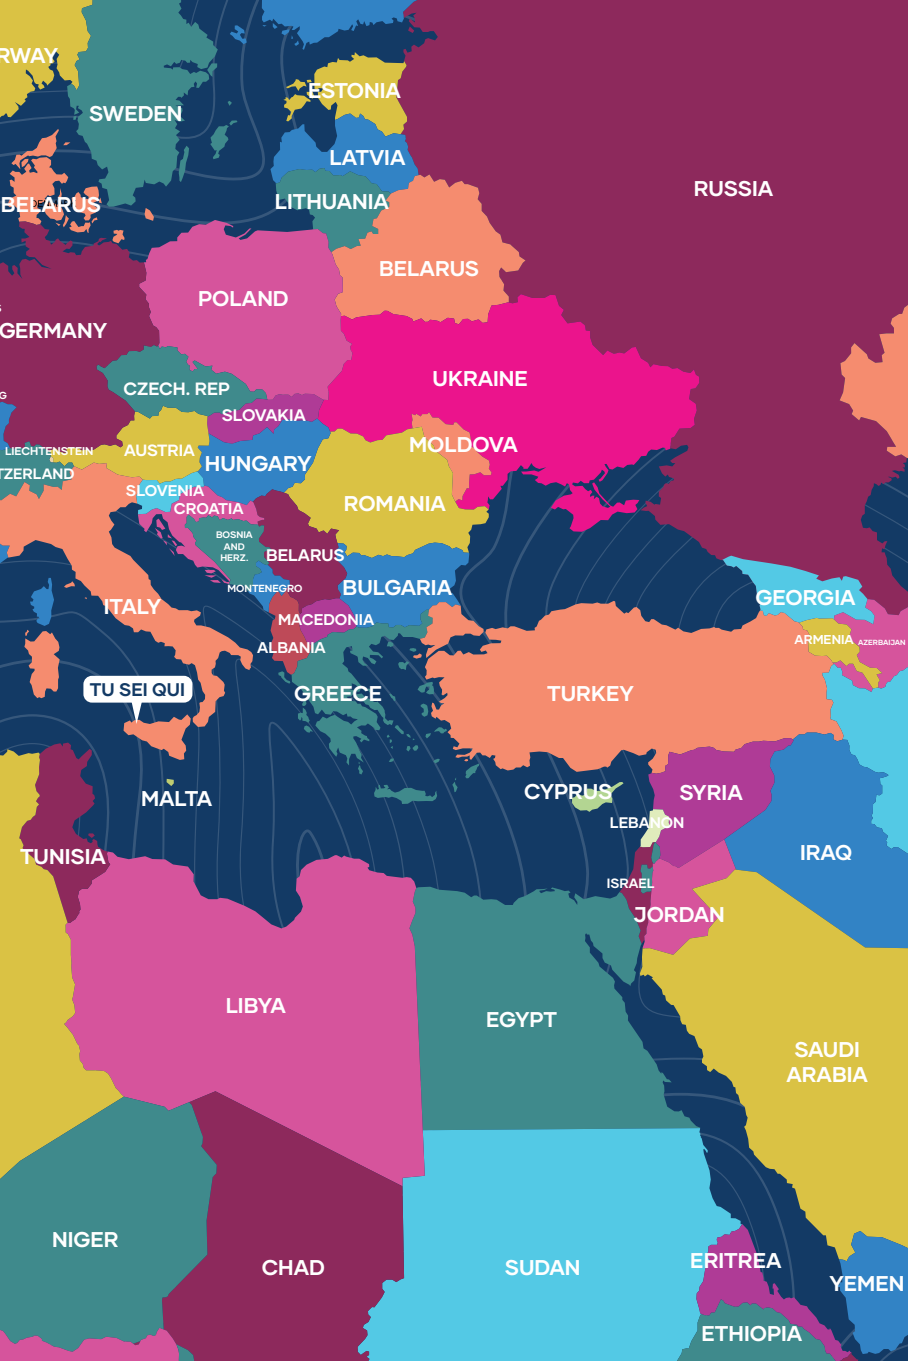 RWAY
SWEDEN
ESTONIA
LATVIA
RUSSIA
LITHUANIA
BELARUS
BELARUS
POLAND
GERMANY
UKRAINE
CZECH. REP
G
SLOVAKIA
MOLDOVA
LIECHTENSTEIN
AUSTRIA
HUNGARY
TZERLAND
SLOVENIA
CROATIA
ROMANIA
BOSNIA
AND
HERZ.
BELARUS
MONTENEGRO
BULGARIA
GEORGIA
ITALY
MACEDONIA
ARMENIA
AZERBAIJAN
ALBANIA
TU SEI QUI
GREECE
TURKEY
MALTA
CYPRUS
SYRIA
LEBANON
TUNISIA
IRAQ
ISRAEL
JORDAN
LIBYA
EGYPT
SAUDI
ARABIA
NIGER
CHAD
SUDAN
ERITREA
YEMEN
ETHIOPIA